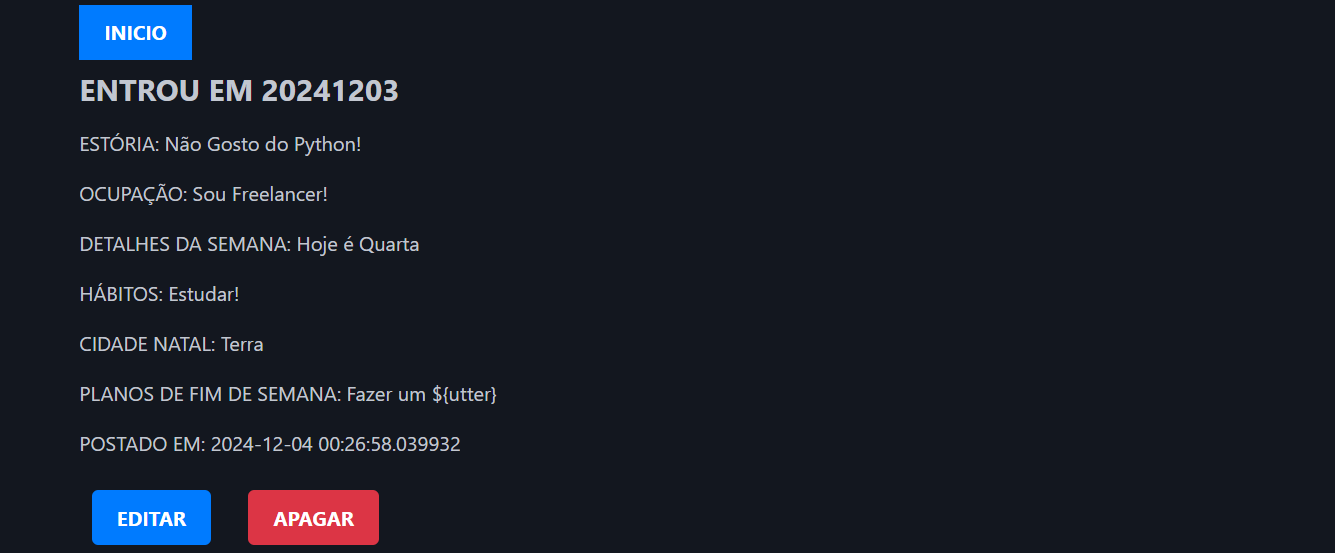 INICIO
ENTROU EM 20241203
ESTÓRIA: Não Gosto do Python!
OCUPAÇÃO: Sou Freelancer!
DETALHES DA SEMANA: Hoje é Quarta
HÁBITOS: Estudar!
CIDADE NATAL: Terra
PLANOS DE FIM DE SEMANA: Fazer um ${utter}
POSTADO EM: 2024-12-04 00:26:58.039932
EDITAR
APAGAR